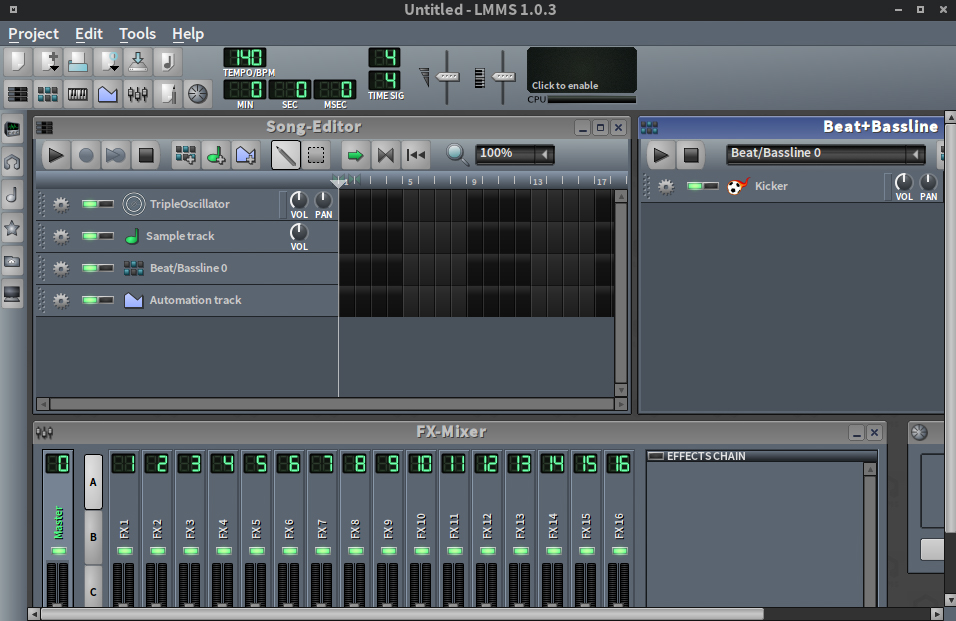 Untitled - LMMS 1.0.3
Project Edit Tools Help
140
TEMPO/BPM
0 0 0
MIN SEC MSEC
4
4
TIME SIG
Click to enable
CPU
Song-Editor
100%
1 5 9 13 17
TripleOscillator
VOL PAN
Sample track
VOL
Beat/Bassline 0
Automation track
Beat+Bassline
Beat/Bassline 0
Kicker
VOL PAN
FX-Mixer
0 1 2 3 4 5 6 7 8 9 10 11 12 13 14 15 16
Master
A
B
C
FX1 FX2 FX3 FX4 FX5 FX6 FX7 FX8 FX9 FX10 FX11 FX12 FX13 FX14 FX15 FX16
EFFECTS CHAIN